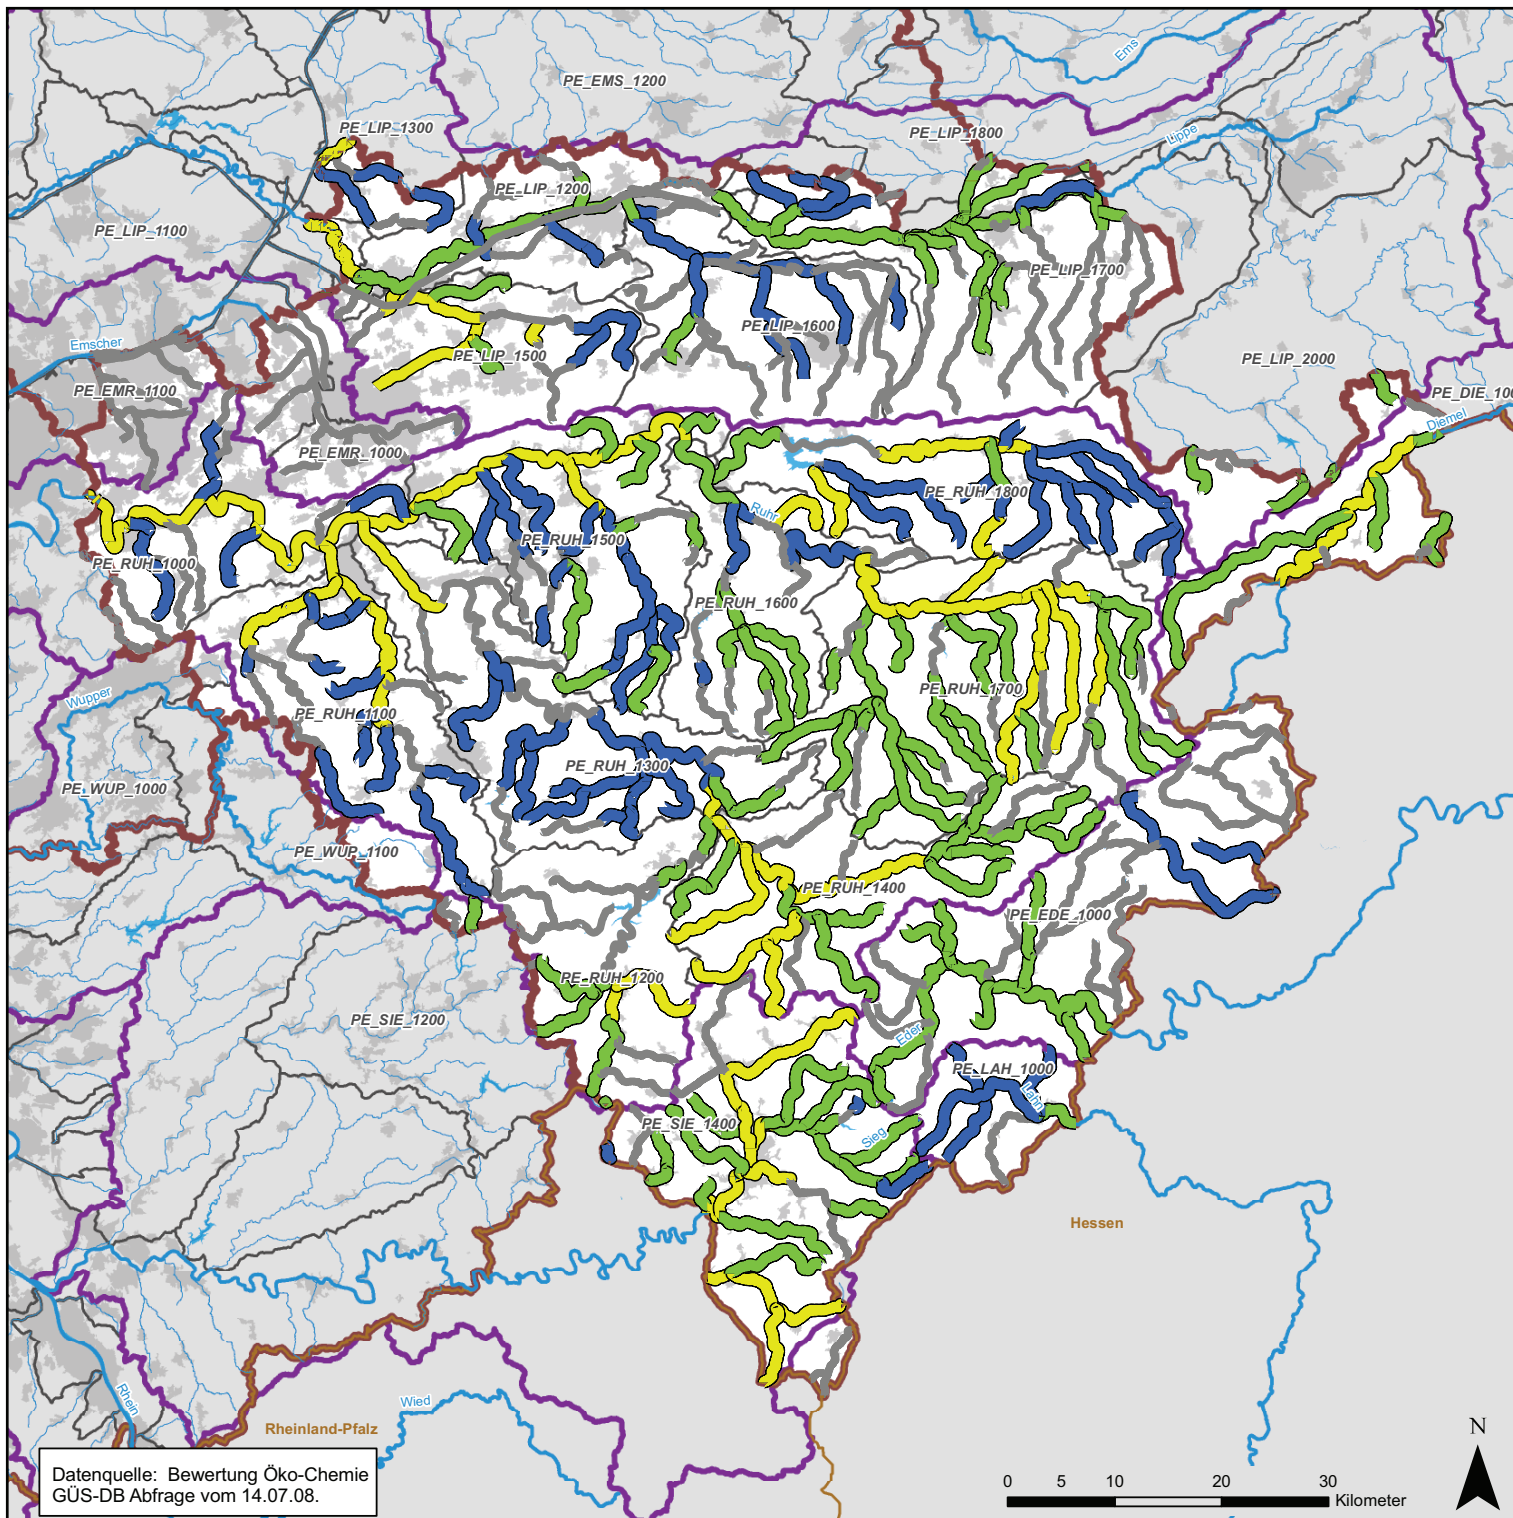 Ems
PE_EMS_1200
PE_LIP_1300
PE_LIP_1800
Lippe
PE_LIP_1200
PE_LIP_1100
PE_LIP_1700
PE_LIP_1600
Emscher
PE_LIP_1500
PE_LIP_2000
PE_EMR_1100
PE_DIE_100
Diemel
PE_EMR_1000
PE_RUH_1800
Ruhr
PE_RUH_1500
PE_RUH_1000
PE_RUH_1600
PE_RUH_1700
Wupper
PE_RUH_1100
PE_RUH_1300
PE_WUP_1000
PE_WUP_1100
PE_RUH_1400
PE_EDE_1000
PE_RUH_1200
PE_SIE_1200
Eder
PE_LAH_1000
Lahn
PE_SIE_1400
Sieg
Hessen
Rhein
Wied
Rheinland-Pfalz
N
Datenquelle: Bewertung Öko-Chemie
GÜS-DB Abfrage vom 14.07.08.
0 5 10 20 30
Kilometer